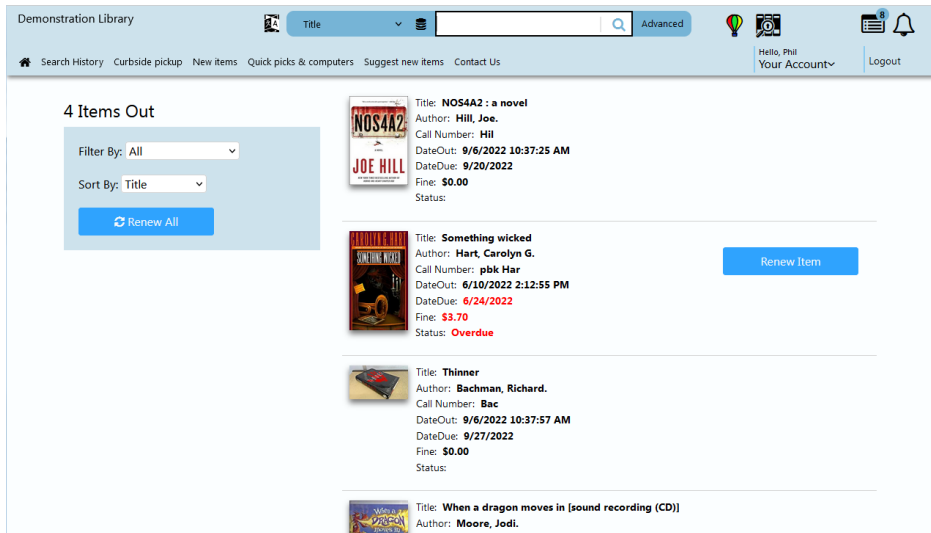 Demonstration Library
Title
Advanced
8
Search History Curbside pickup New items Quick picks & computers Suggest new items Contact Us
Hello, Phil
Your Account
Logout
4 Items Out
Filter By: All
Sort By: Title
Renew All
NOS4A2
JOE HILL
Title: NOS4A2 : a novel
Author: Hill, Joe.
Call Number: Hil
DateOut: 9/6/2022 10:37:25 AM
DateDue: 9/20/2022
Fine: $0.00
Status:
CAROLYN G. HART
SOMETHING WICKED
Title: Something wicked
Author: Hart, Carolyn G.
Call Number: pbk Har
DateOut: 6/10/2022 2:12:55 PM
DateDue: 6/24/2022
Fine: $3.70
Status: Overdue
Renew Item
Title: Thinner
Author: Bachman, Richard.
Call Number: Bac
DateOut: 9/6/2022 10:37:57 AM
DateDue: 9/27/2022
Fine: $0.00
Status:
When a
DRAGON
Moves In
Title: When a dragon moves in [sound recording (CD)]
Author: Moore, Jodi.